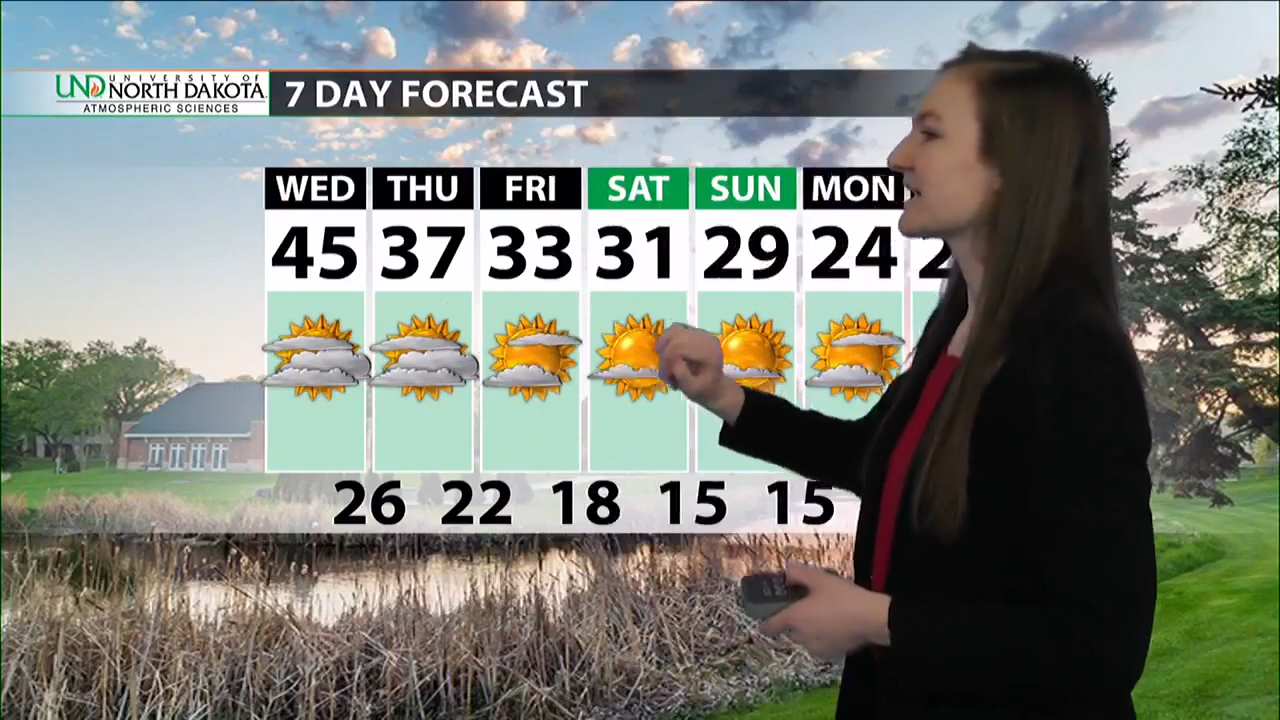 UND UNIVERSITY OF
NORTH DAKOTA
ATMOSPHERIC SCIENCES
7 DAY FORECAST
WED THU FRI SAT SUN MON
45 37 33 31 29 24
26 22 18 15 15